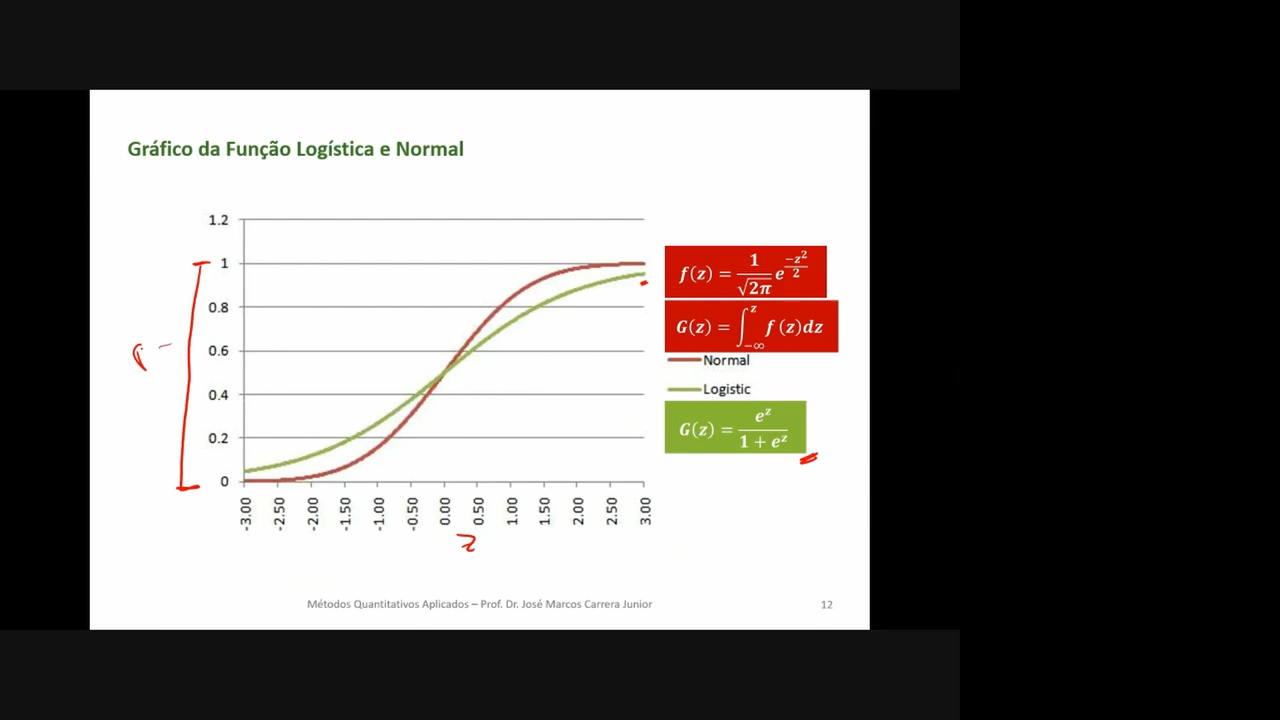 Gráfico da Função Logística e Normal
1.2
1
0.8
0.6
0.4
0.2
0
-3.00 -2.50 -2.00 -1.50 -1.00 -0.50 0.00 0.50 1.00 1.50 2.00 2.50 3.00
z
f(z) = 1/√2π e^(-z²/2)
G(z) = ∫_{-∞}^{z} f(z)dz
Normal
Logistic
G(z) = e^z / 1 + e^z
Métodos Quantitativos Aplicados – Prof. Dr. José Marcos Carrera Junior
12